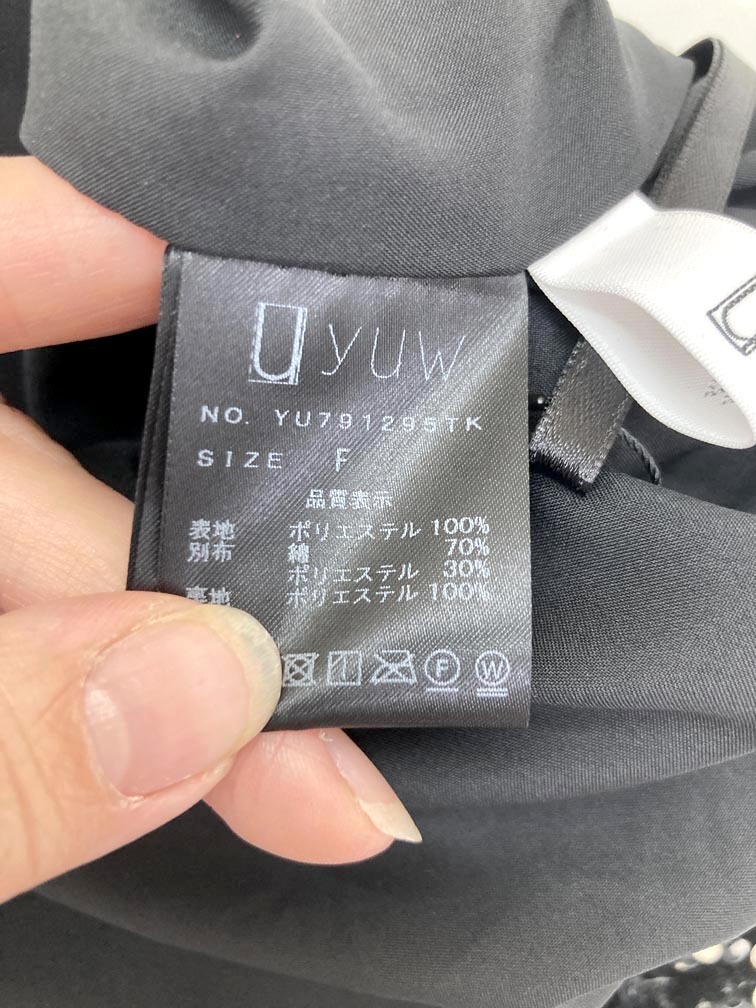 u yuw
NO. YU791295TK
SIZE F
品質表示
表地 ポリエステル 100%
別布 綿 70%
ポリエステル 30%
裏地 ポリエステル 100%
F W